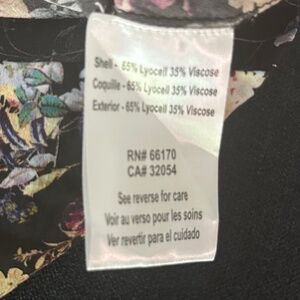 Shell - 65% Lyocell 35% Viscose
Coquille - 65% Lyocell 35% Viscose
Exterior - 65% Lyocell 35% Viscose
RN# 66170
CA# 32054
See reverse for care
Voir au verso pour les soins
Ver revertir para el cuidado